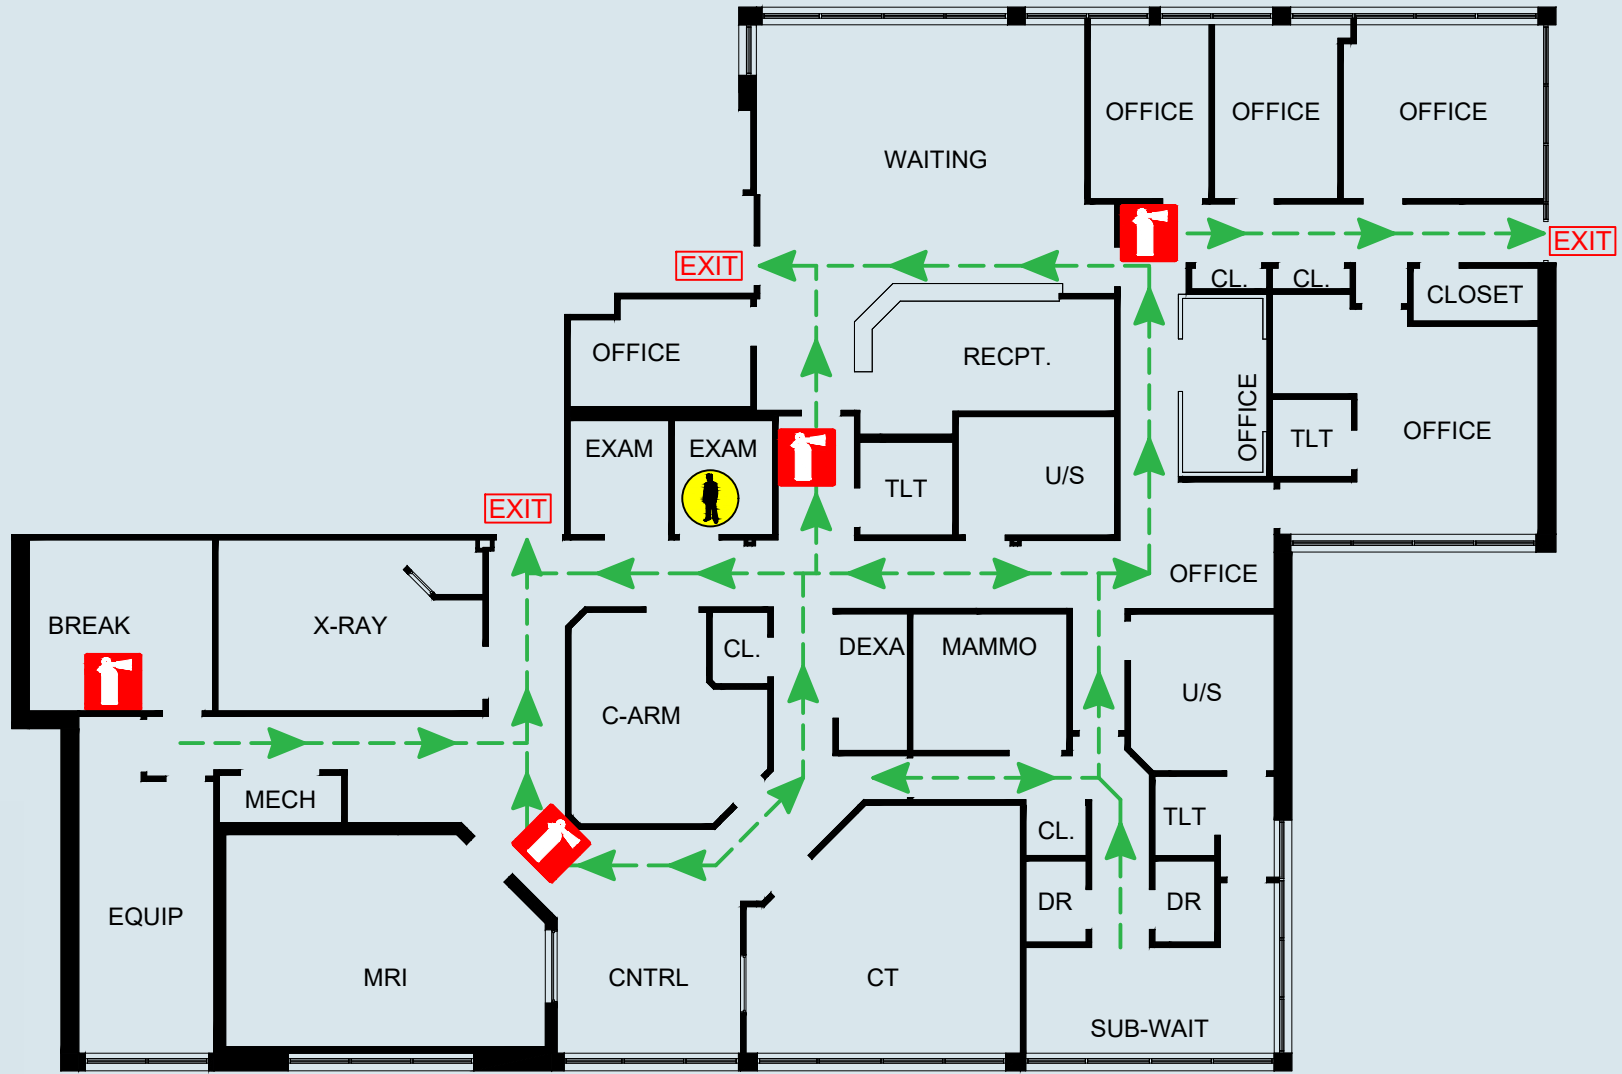 OFFICE
OFFICE
OFFICE
WAITING
EXIT
EXIT
CL.
CL.
CLOSET
OFFICE
RECPT.
OFFICE
OFFICE
TLT
EXAM
EXAM
TLT
U/S
EXIT
OFFICE
BREAK
X-RAY
CL.
DEXA
MAMMO
U/S
C-ARM
MECH
CL.
TLT
EQUIP
DR
DR
MRI
CNTRL
CT
SUB-WAIT